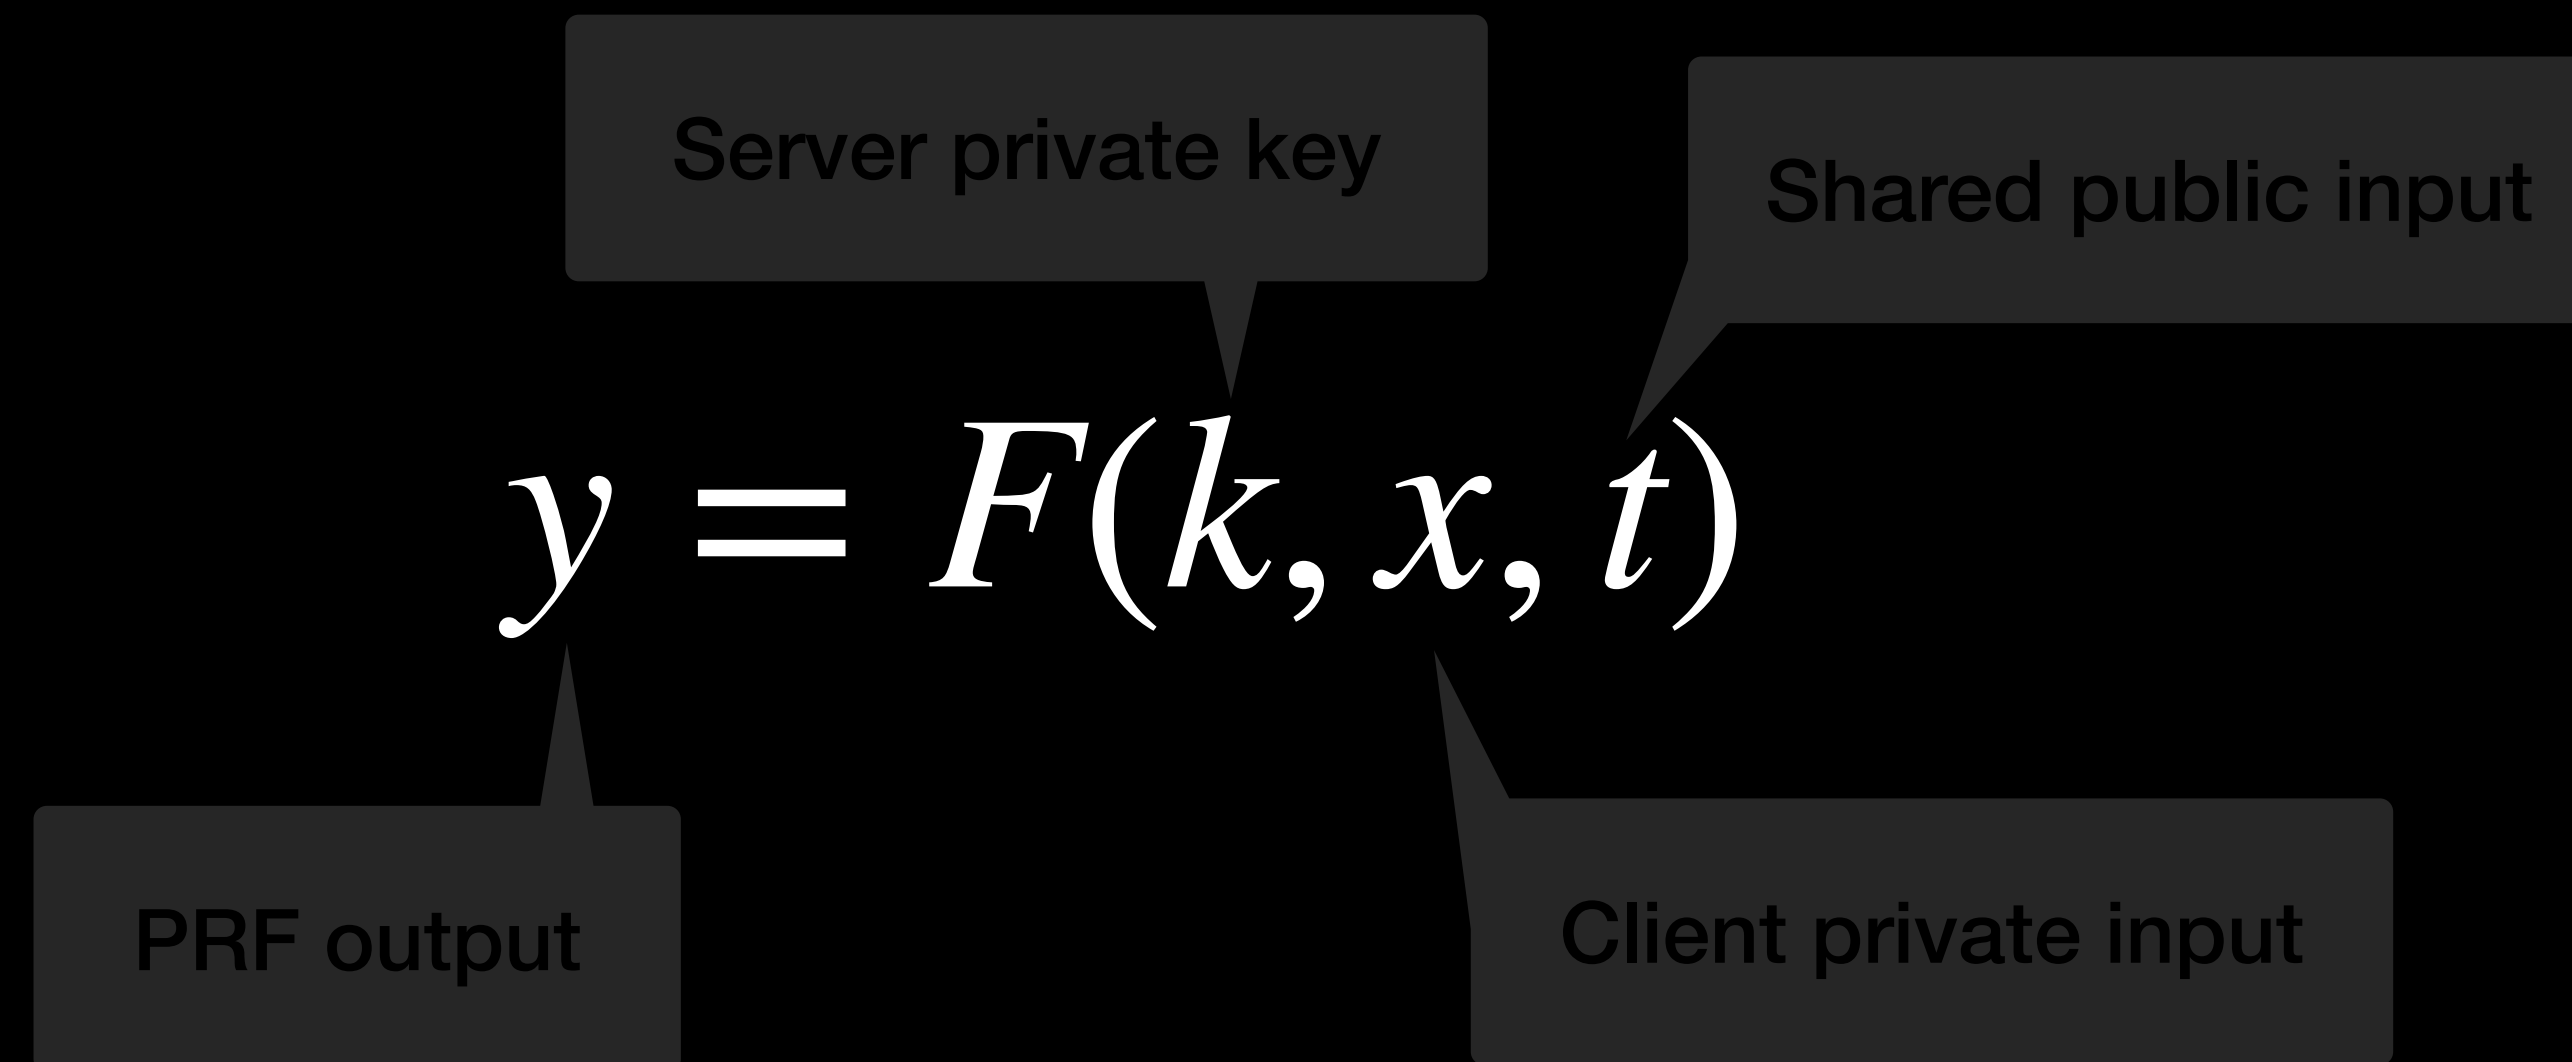 Server private key
Shared public input
y = F(k, x, t)
PRF output
Client private input